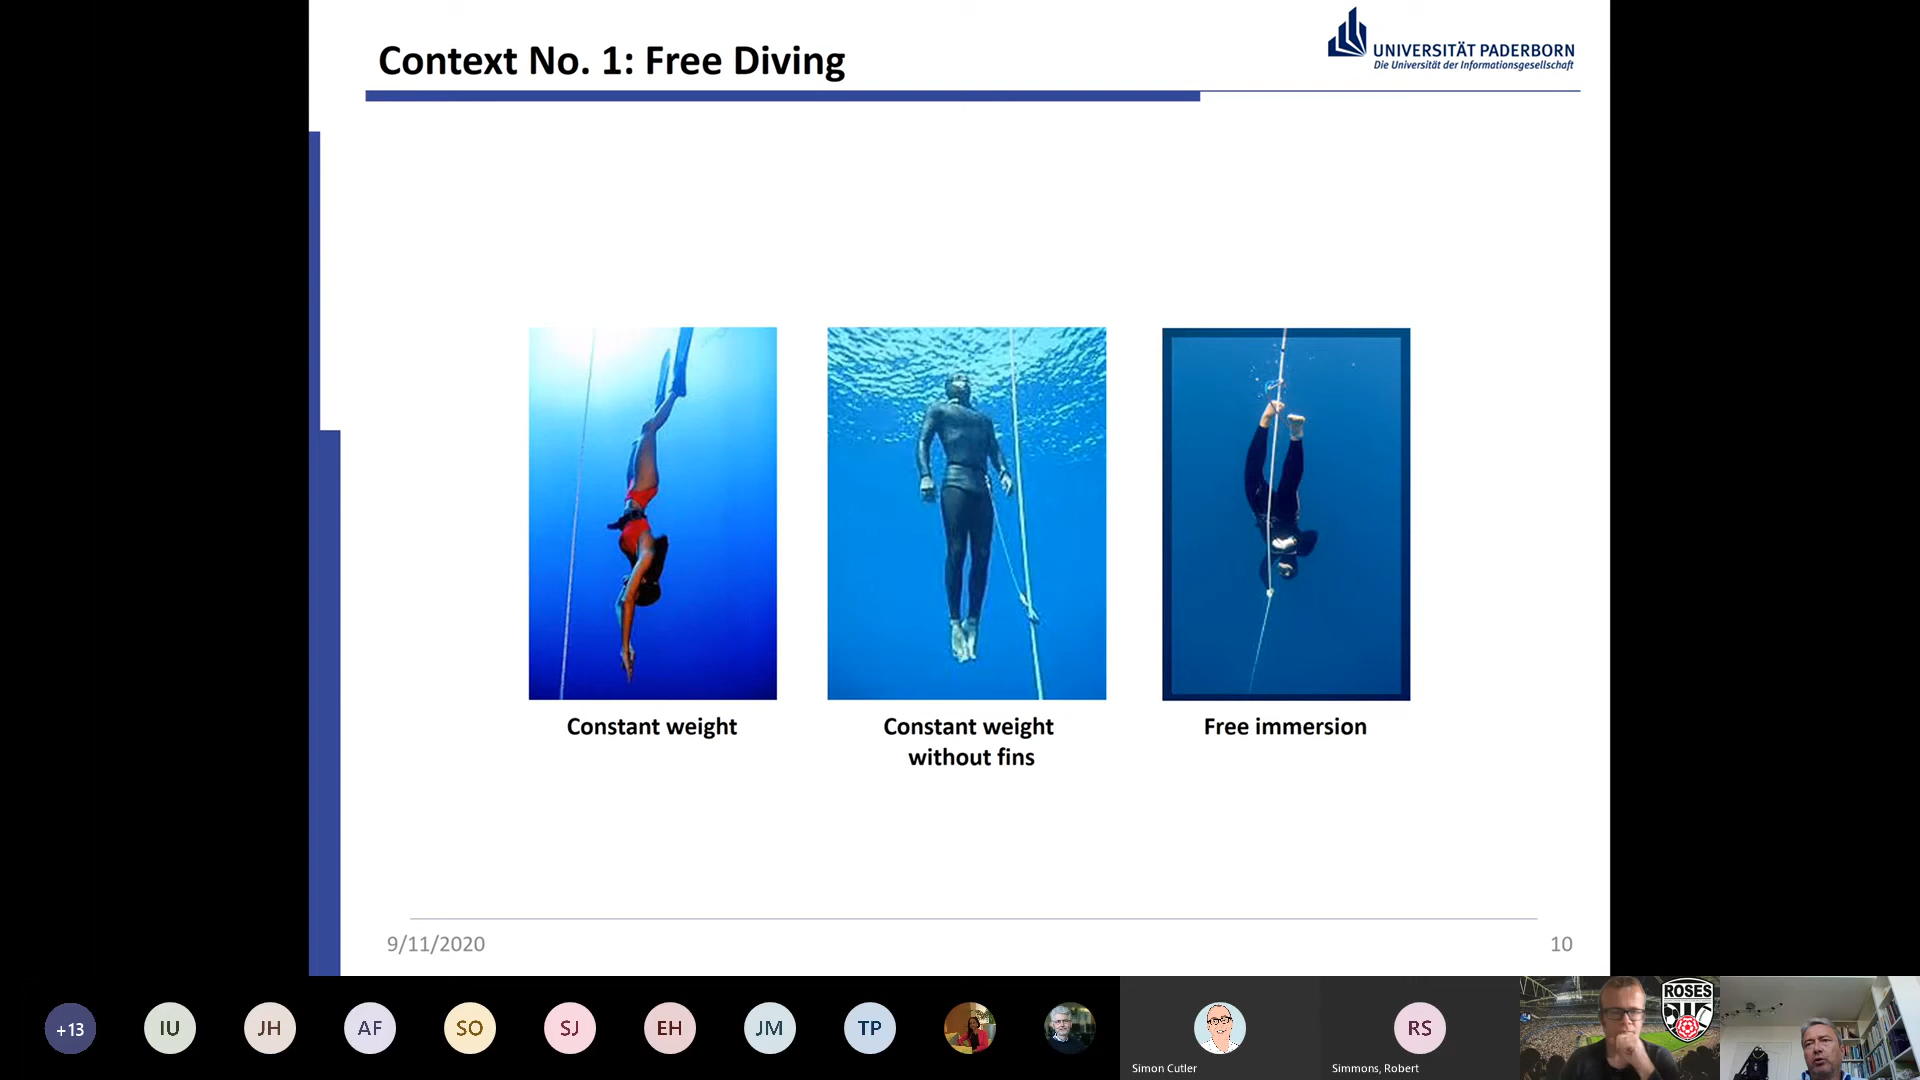 Context No. 1: Free Diving
UNIVERSITÄT PADERBORN
Die Universität der Informationsgesellschaft
Constant weight
Constant weight
without fins
Free immersion
9/11/2020
10
+13
IU
JH
AF
SO
SJ
EH
JM
TP
Simon Cutler
RS
Simmons, Robert
ROSES